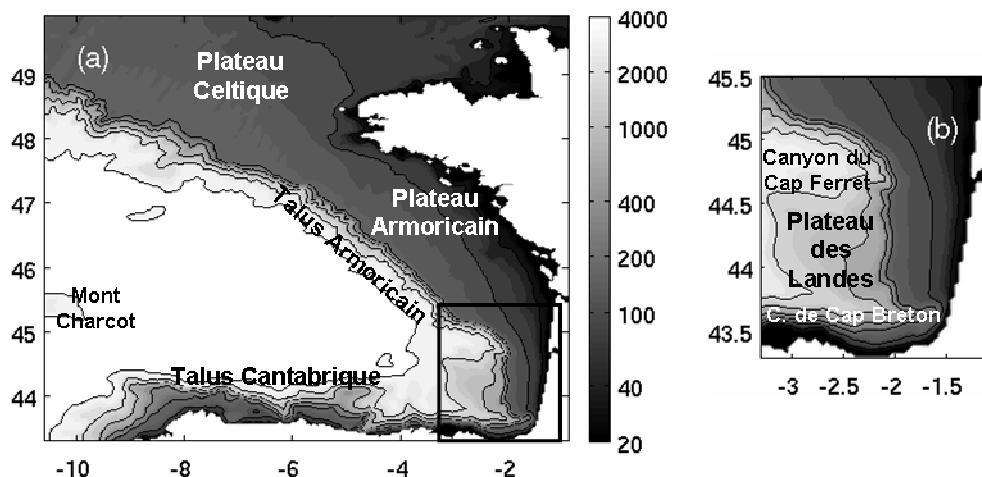 (a)
Plateau
Celtique
Plateau
Armoricain
Talus Armoricain
Mont
Charcot
Talus Cantabrique
49
48
47
46
45
44
-10
-8
-6
-4
-2
4000
2000
1000
400
200
100
40
20
(b)
Canyon du
Cap Ferret
Plateau
des
Landes
C. de Cap Breton
45.5
45
44.5
44
43.5
-3
-2.5
-2
-1.5